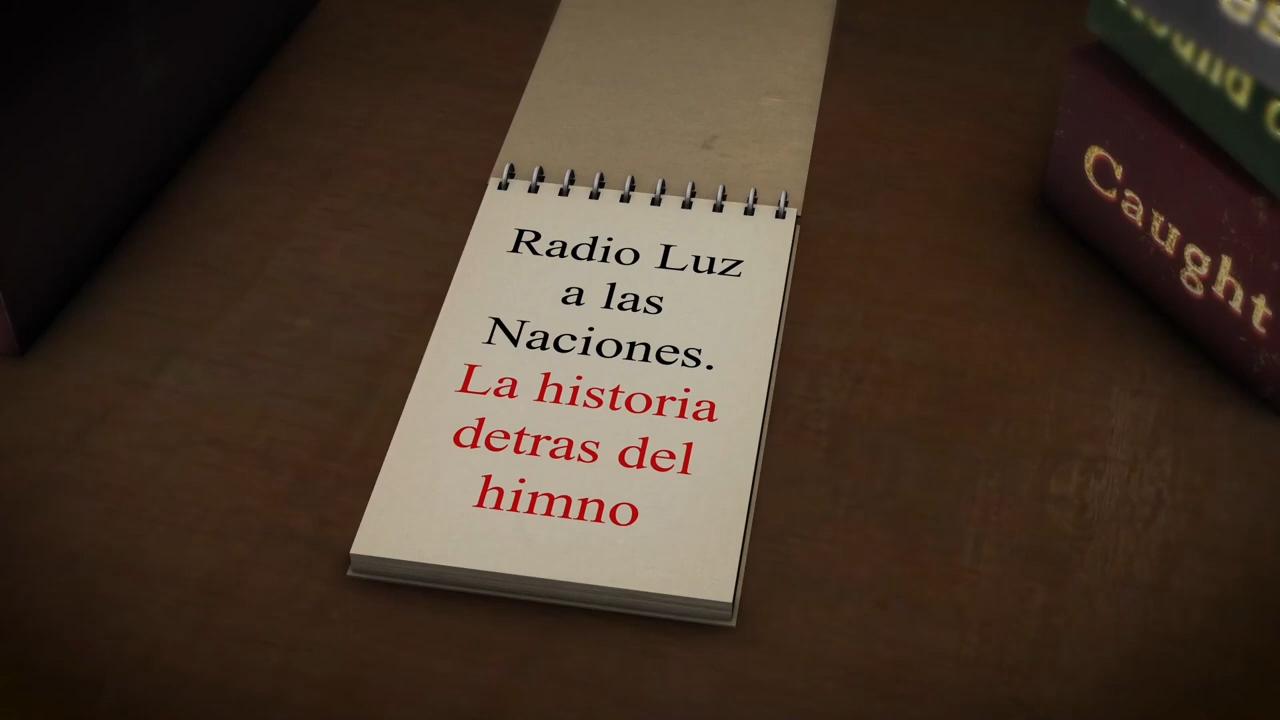 Radio Luz
a las
Naciones.
La historia
detras del
himno
Caught